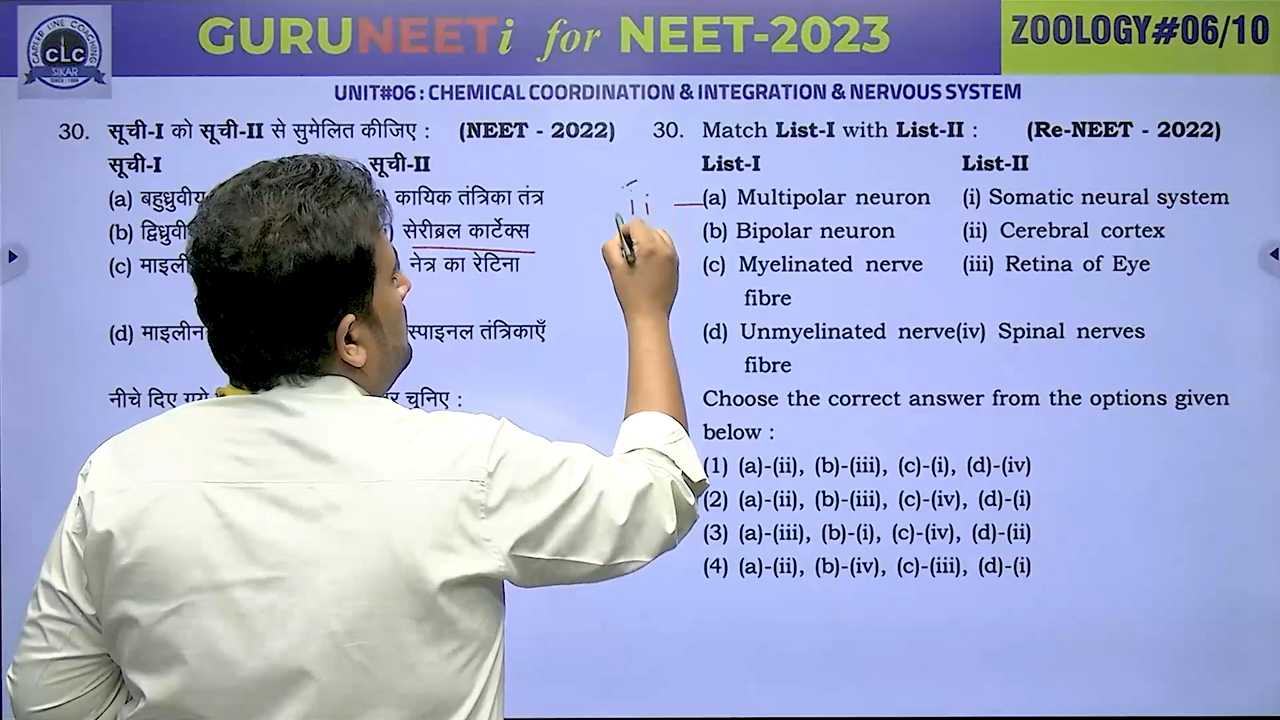 CAREER LINE COACHING
CLC
SIKAR
GURUNEETi for NEET-2023
ZOOLOGY#06/10
UNIT#06 : CHEMICAL COORDINATION & INTEGRATION & NERVOUS SYSTEM
30. सूची-I को सूची-II से सुमेलित कीजिए : (NEET - 2022)
सूची-I सूची-II
(a) कायिक तंत्रिका तंत्र
(b) सेरीब्रल कार्टेक्स
(c) नेत्र का रेटिना
(d) स्पाइनल तंत्रिकाएँ
नीचे दिए गये चुनिए :
ii
30. Match List-I with List-II : (Re-NEET - 2022)
List-I List-II
(a) Multipolar neuron (i) Somatic neural system
(b) Bipolar neuron (ii) Cerebral cortex
(c) Myelinated nerve (iii) Retina of Eye
fibre
(d) Unmyelinated nerve(iv) Spinal nerves
fibre
Choose the correct answer from the options given
below :
(1) (a)-(ii), (b)-(iii), (c)-(i), (d)-(iv)
(2) (a)-(ii), (b)-(iii), (c)-(iv), (d)-(i)
(3) (a)-(iii), (b)-(i), (c)-(iv), (d)-(ii)
(4) (a)-(ii), (b)-(iv), (c)-(iii), (d)-(i)